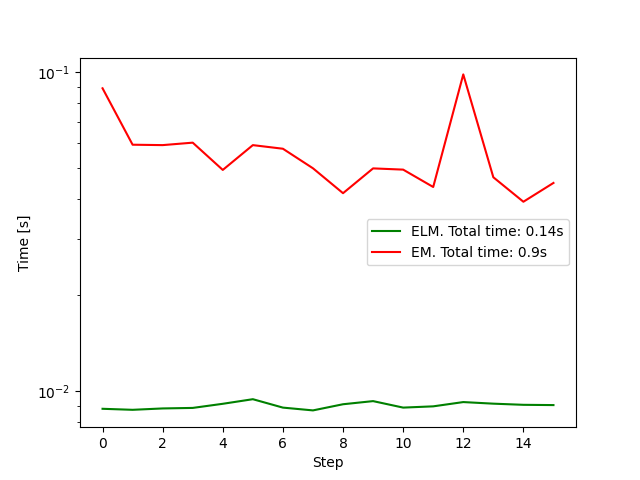 10⁻¹
10⁻²
Time [s]
ELM. Total time: 0.14s
EM. Total time: 0.9s
0 2 4 6 8 10 12 14
Step